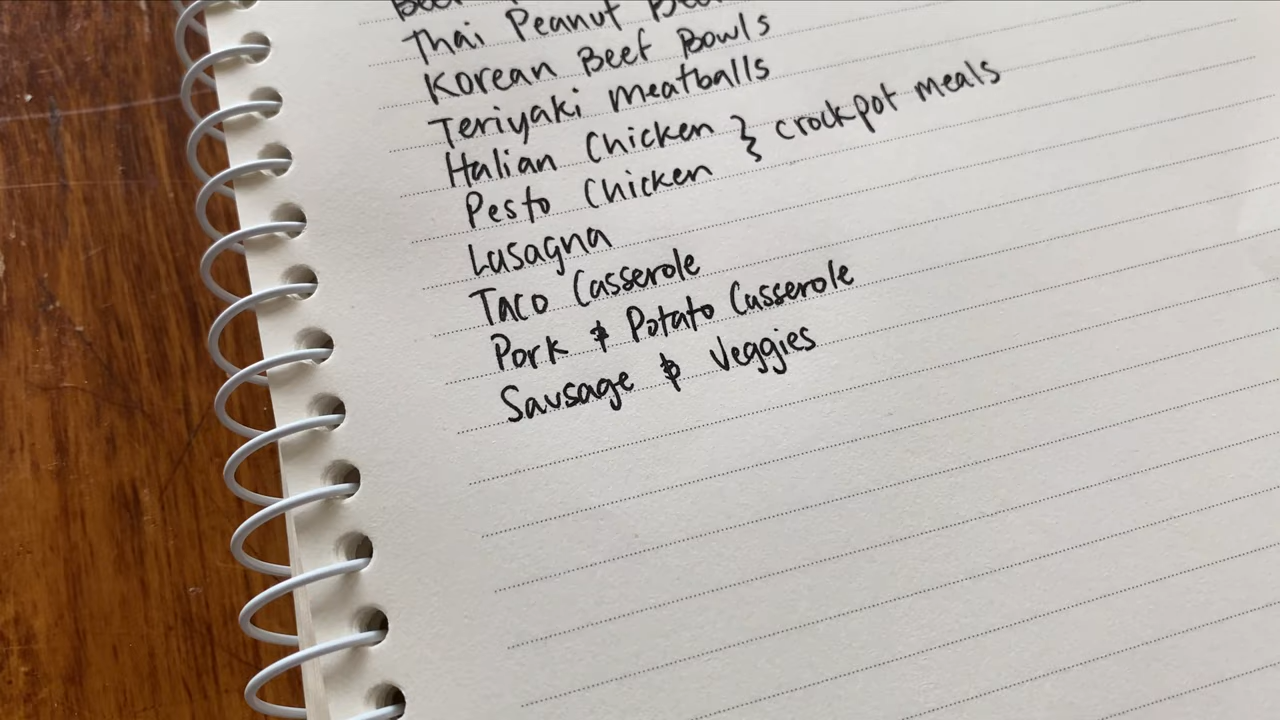 Thai Peanut
Korean Beef Bowls
Teriyaki Meatballs
Italian Chicken } crockpot meals
Pesto Chicken
Lasagna
Taco Casserole
Pork & Potato Casserole
Sausage & Veggies